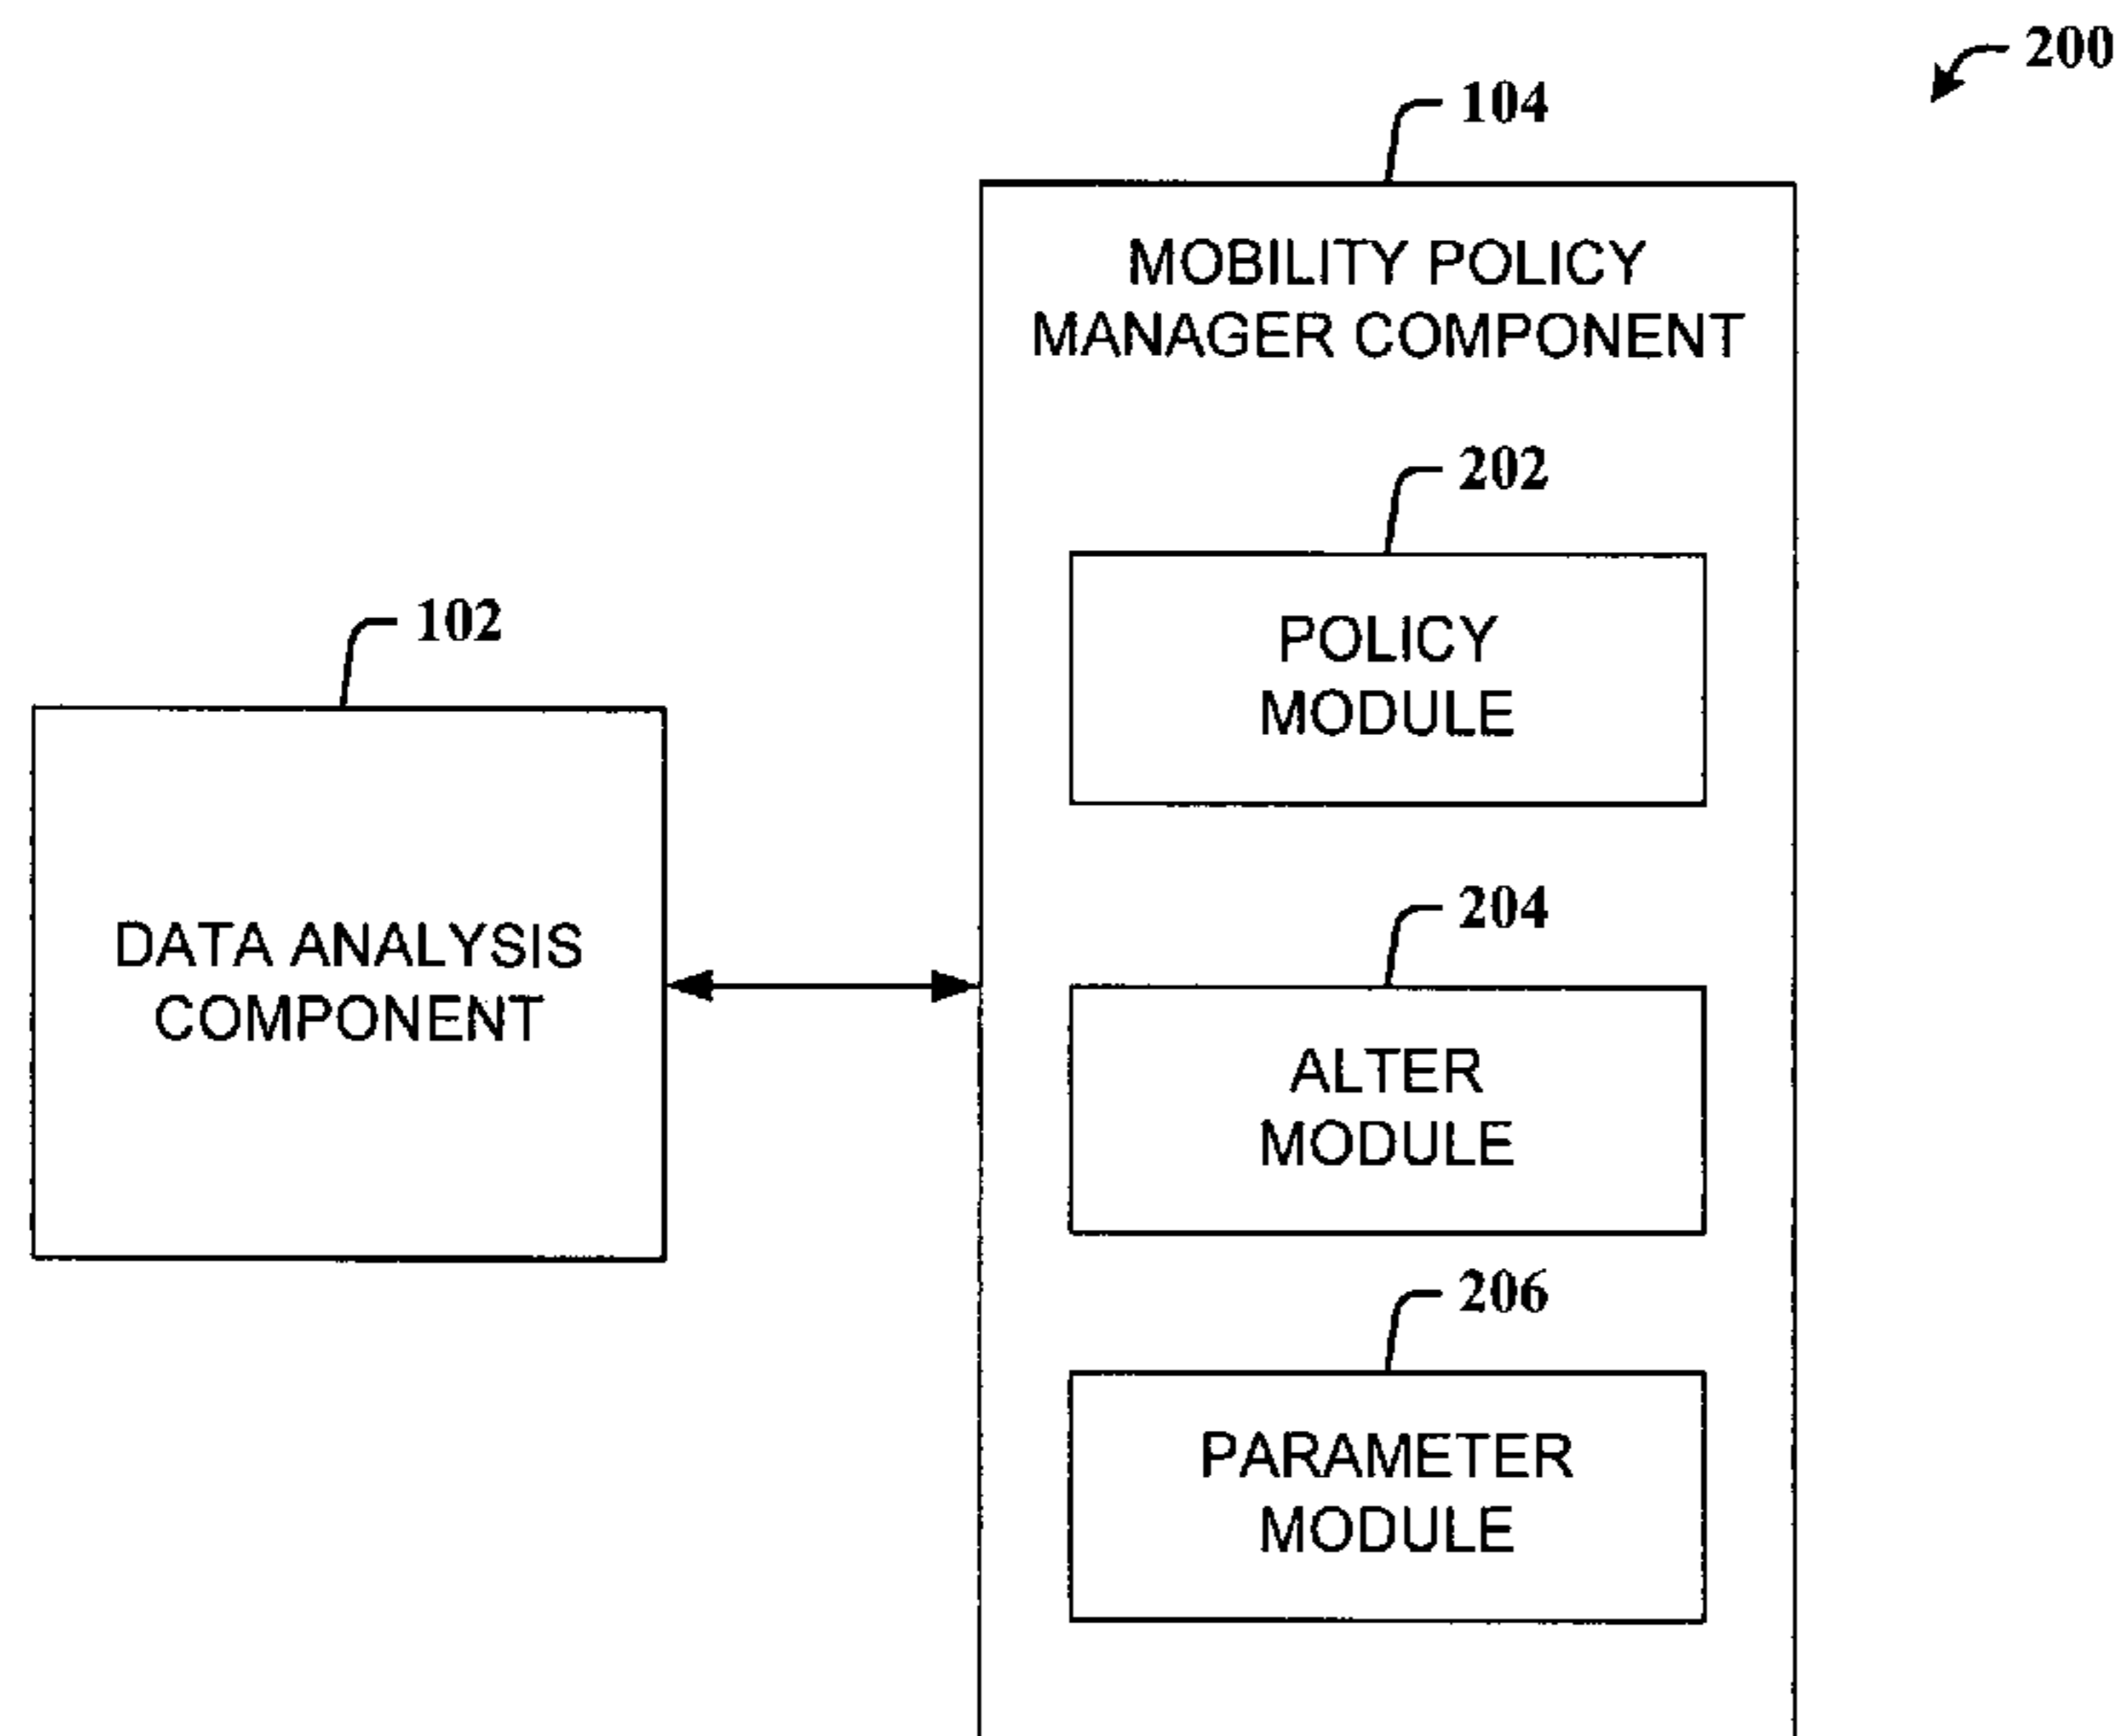 200
104
MOBILITY POLICY
MANAGER COMPONENT
202
POLICY
MODULE
102
DATA ANALYSIS
COMPONENT
204
ALTER
MODULE
206
PARAMETER
MODULE